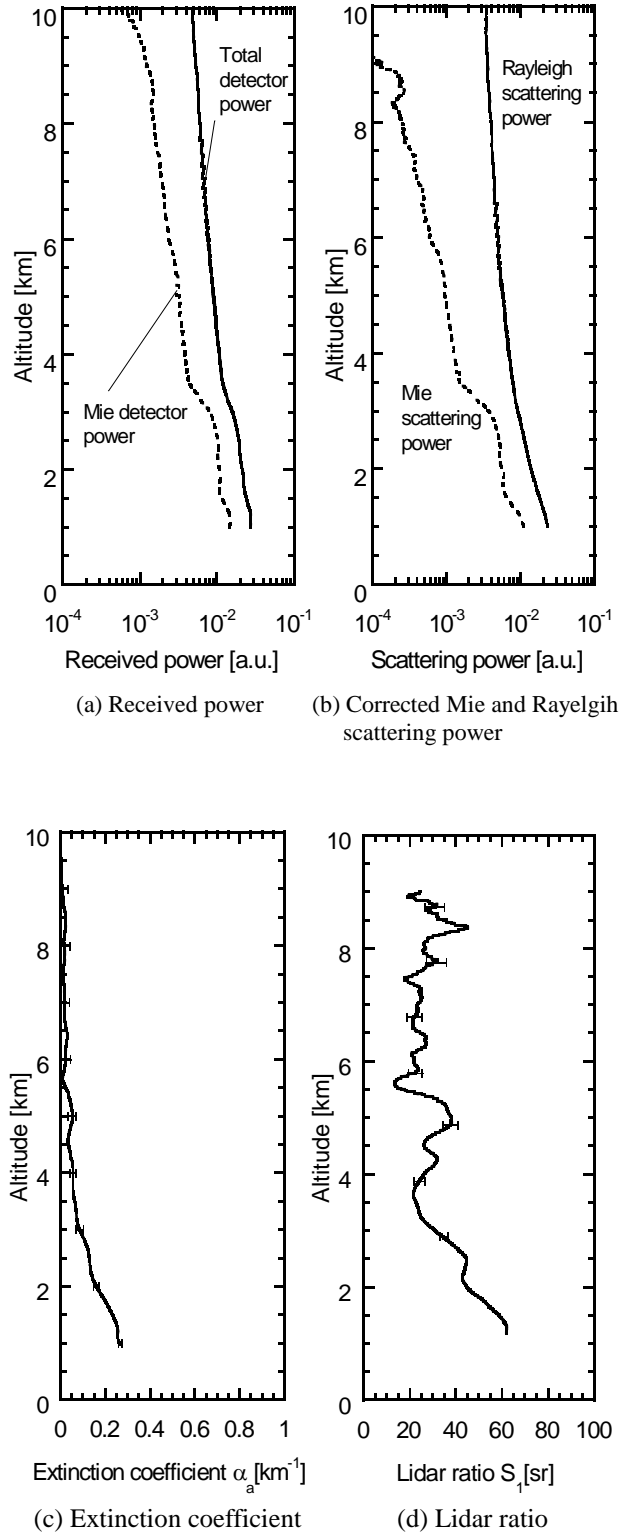 10
8
6
4
2
0
Altitude [km]
Total
detector
power
Mie detector
power
10⁻⁴ 10⁻³ 10⁻² 10⁻¹
Received power [a.u.]
(a) Received power
10
8
6
4
2
0
Altitude [km]
Rayleigh
scattering
power
Mie
scattering
power
10⁻⁴ 10⁻³ 10⁻² 10⁻¹
Scattering power [a.u.]
(b) Corrected Mie and Rayelgih
scattering power
10
8
6
4
2
0
Altitude [km]
0 0.2 0.4 0.6 0.8 1
Extinction coefficient αₐ[km⁻¹]
(c) Extinction coefficient
10
8
6
4
2
0
Altitude [km]
0 20 40 60 80 100
Lidar ratio S₁[sr]
(d) Lidar ratio